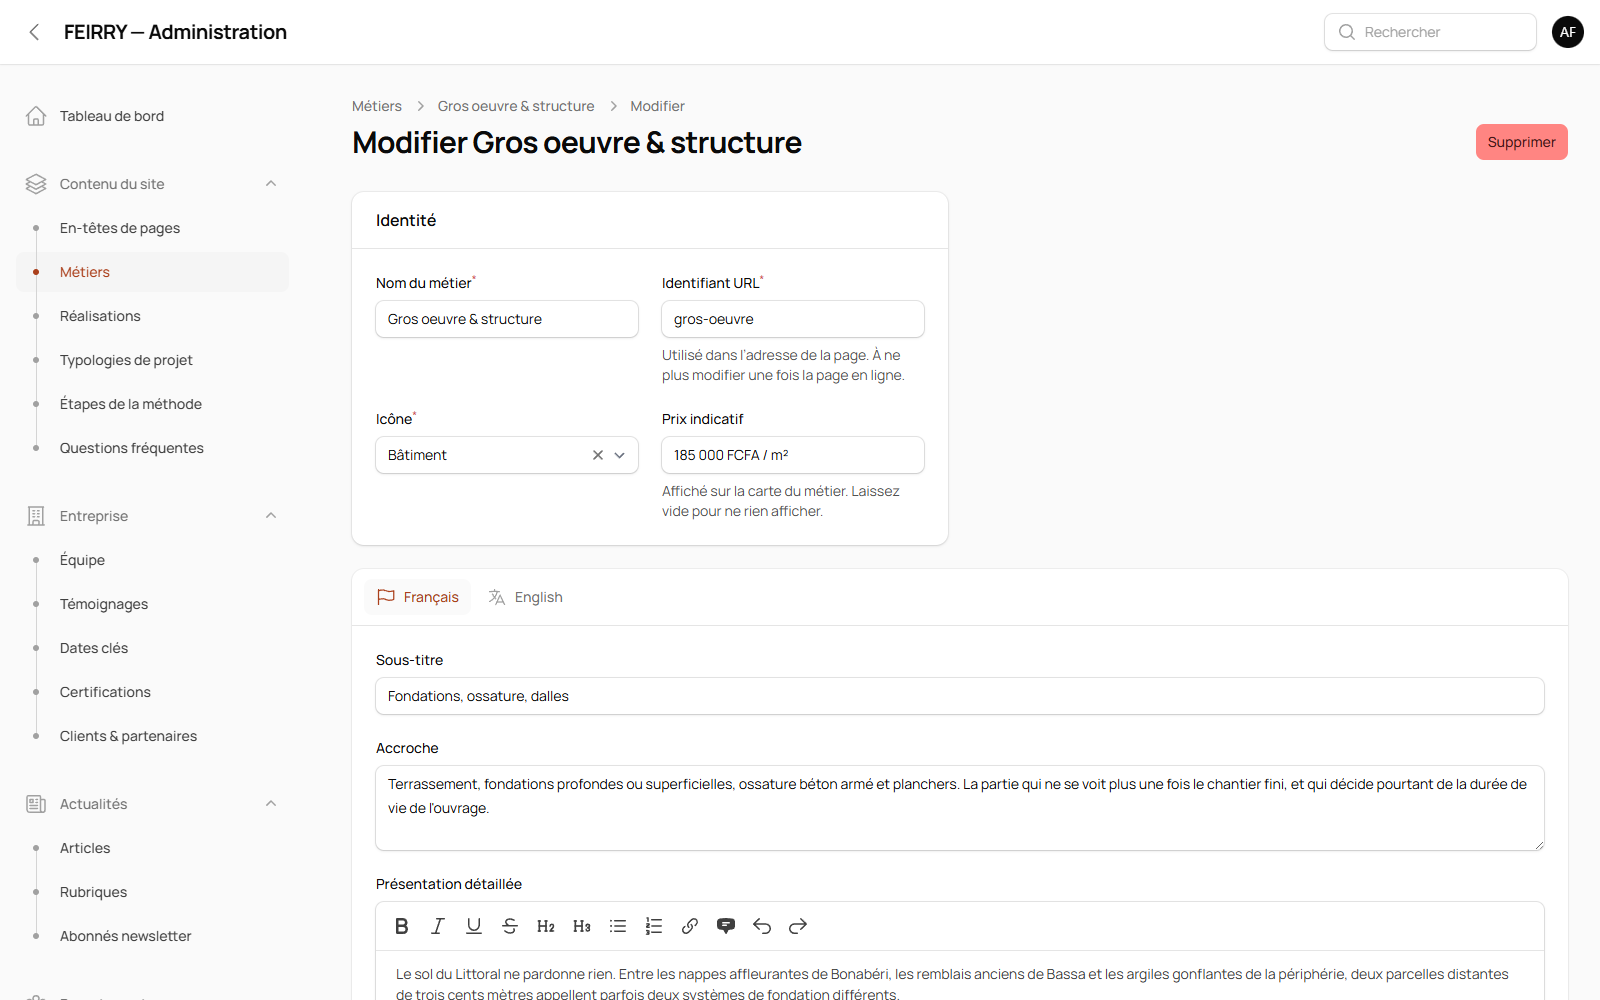 FEIRRY — Administration
Rechercher
AF
Tableau de bord
Contenu du site
En-têtes de pages
Métiers
Réalisations
Typologies de projet
Étapes de la méthode
Questions fréquentes
Entreprise
Équipe
Témoignages
Dates clés
Certifications
Clients & partenaires
Actualités
Articles
Rubriques
Abonnés newsletter
Métiers > Gros oeuvre & structure > Modifier
Modifier Gros oeuvre & structure
Supprimer
Identité
Nom du métier*
Gros oeuvre & structure
Identifiant URL*
gros-oeuvre
Utilisé dans l'adresse de la page. À ne
plus modifier une fois la page en ligne.
Icône*
Bâtiment
Prix indicatif
185 000 FCFA / m²
Affiché sur la carte du métier. Laissez
vide pour ne rien afficher.
Français
English
Sous-titre
Fondations, ossature, dalles
Accroche
Terrassement, fondations profondes ou superficielles, ossature béton armé et planchers. La partie qui ne se voit plus une fois le chantier fini, et qui décide pourtant de la durée de
vie de l'ouvrage.
Présentation détaillée
B I U S H2 H3
Le sol du Littoral ne pardonne rien. Entre les nappes affleurantes de Bonabéri, les remblais anciens de Bassa et les argiles gonflantes de la périphérie, deux parcelles distantes
de trois cents mètres appellent parfois deux systèmes de fondation différents.